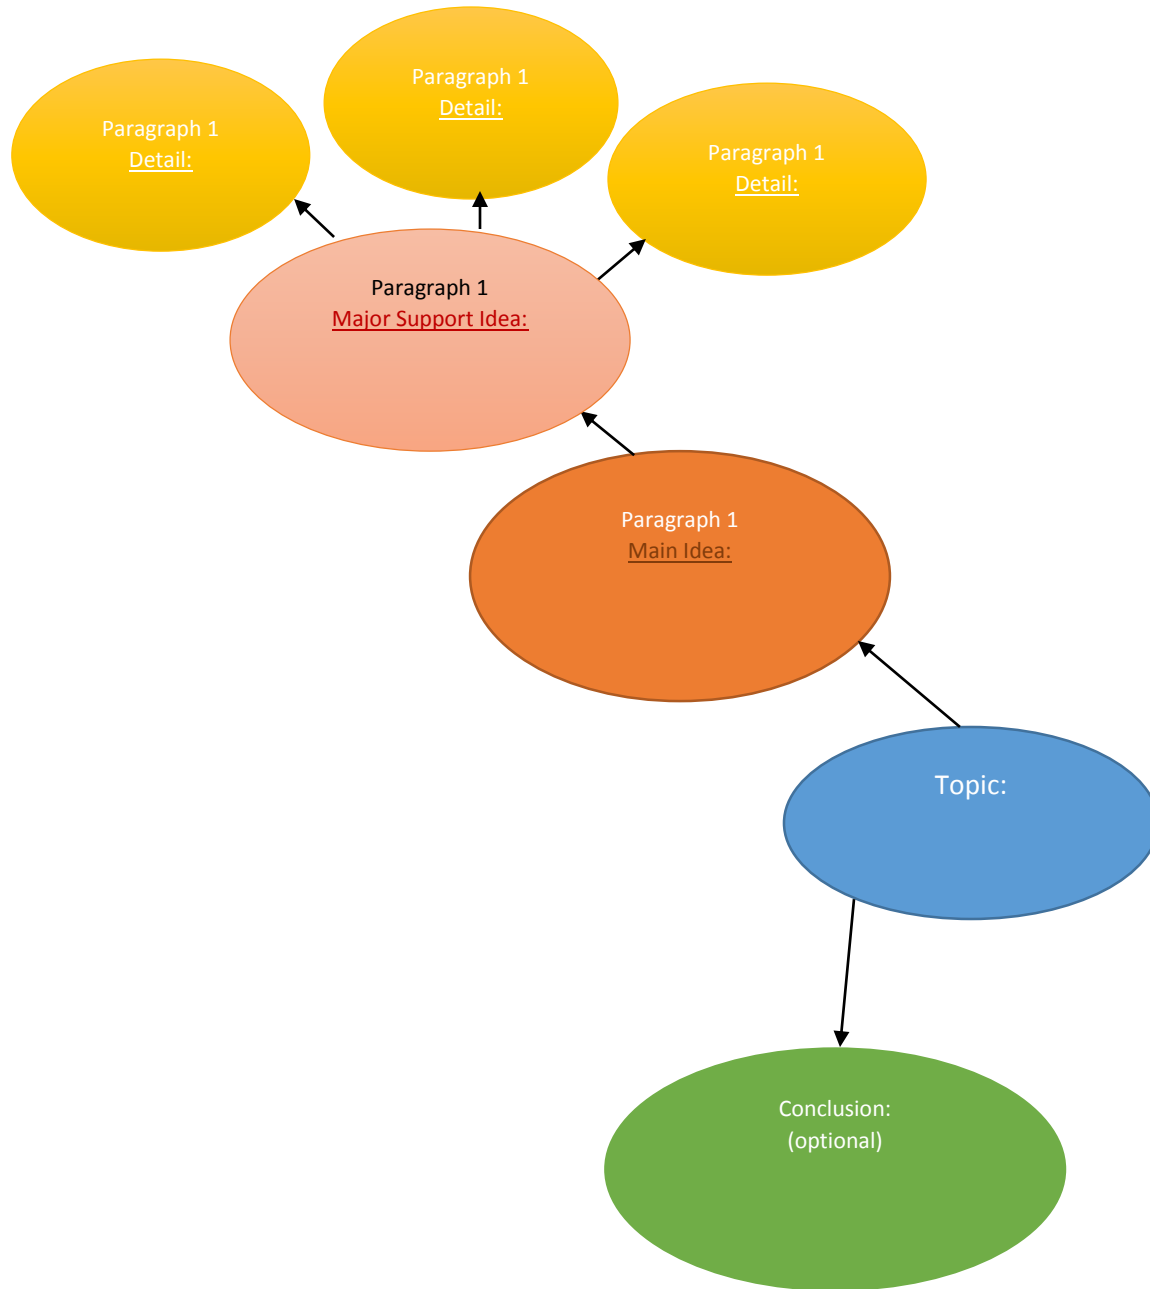 Paragraph 1
Detail:
Paragraph 1
Detail:
Paragraph 1
Detail:
Paragraph 1
Major Support Idea:
Paragraph 1
Main Idea:
Topic:
Conclusion:
(optional)